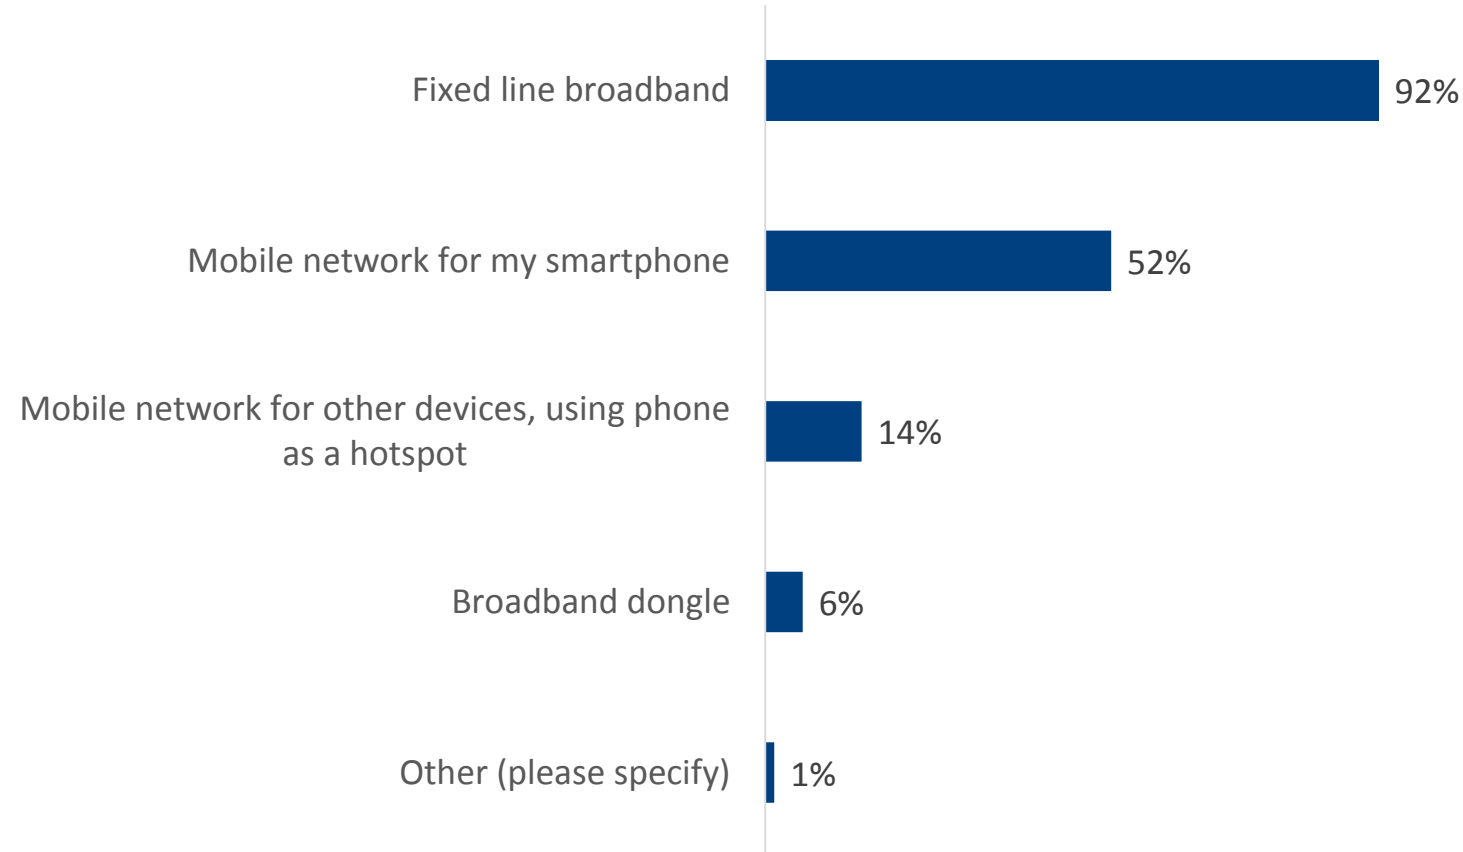 Fixed line broadband 92%
Mobile network for my smartphone 52%
Mobile network for other devices, using phone
as a hotspot 14%
Broadband dongle 6%
Other (please specify) 1%